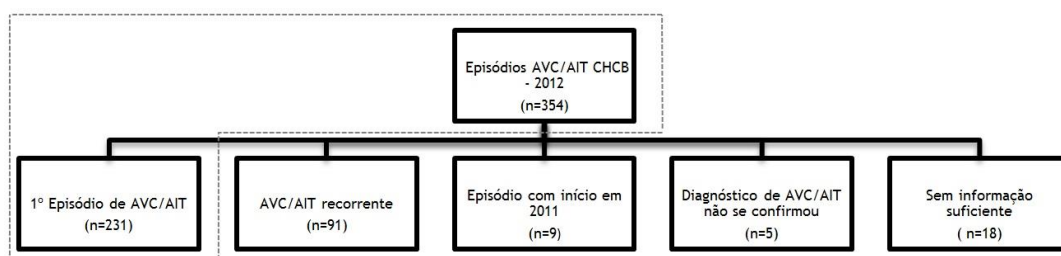 Episódios AVC/AIT CHCB
- 2012
(n=354)
1º Episódio de AVC/AIT
(n=231)
AVC/AIT recorrente
(n=91)
Episódio com início em
2011
(n=9)
Diagnóstico de AVC/AIT
não se confirmou
(n=5)
Sem informação
suficiente
( n=18)